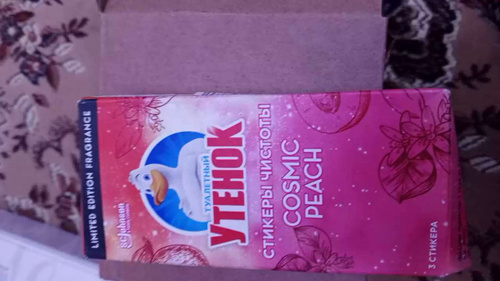 LIMITED EDITION FRAGRANCE
SC Johnson
ТУАЛЕТНЫЙ
УТЕНОК
СТИКЕРЫ ЧИСТОТЫ
COSMIC
PEACH
3 СТИКЕРА